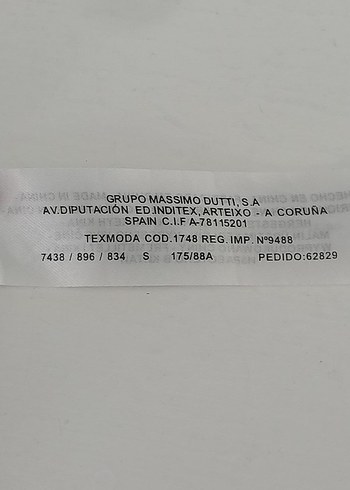 GRUPO MASSIMO DUTTI, S.A
AV.DIPUTACIÓN ED.INDITEX, ARTEIXO - A CORUÑA
SPAIN C.I.F A-78115201
TEXMODA COD.1748 REG. IMP. Nº9488
7438 / 896 / 834 S 175/88A PEDIDO:62829